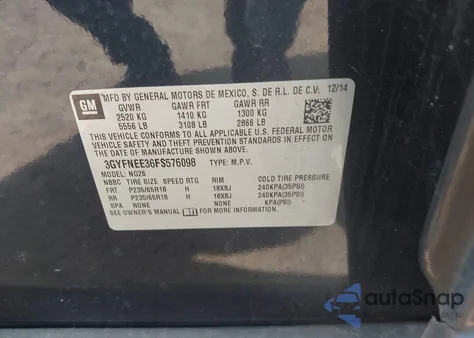 GM
MFD BY GENERAL MOTORS DE MEXICO, S. DE R.L. DE C.V. 12/14
GVWR GAWR FRT GAWR RR
2520 KG 1410 KG 1300 KG
5556 LB 3108 LB 2866 LB
THIS VEHICLE CONFORMS TO ALL APPLICABLE U.S. FEDERAL MOTOR
VEHICLE SAFETY AND THEFT PREVENTION STANDARDS IN EFFECT
ON THE DATE OF MANUFACTURE SHOWN ABOVE.
3GYFNEE36FS576098 TYPE: M.P.V.
MODEL: NG26
NBBC TIRE SIZE SPEED RTG RIM COLD TIRE PRESSURE
FRT P235/65R18 H 18X8J 240KPA(35PSI)
RR P235/65R18 H 18X8J 240KPA(35PSI)
SPA NONE NONE KPA(PSI)
SEE OWNER'S MANUAL
autoSnap